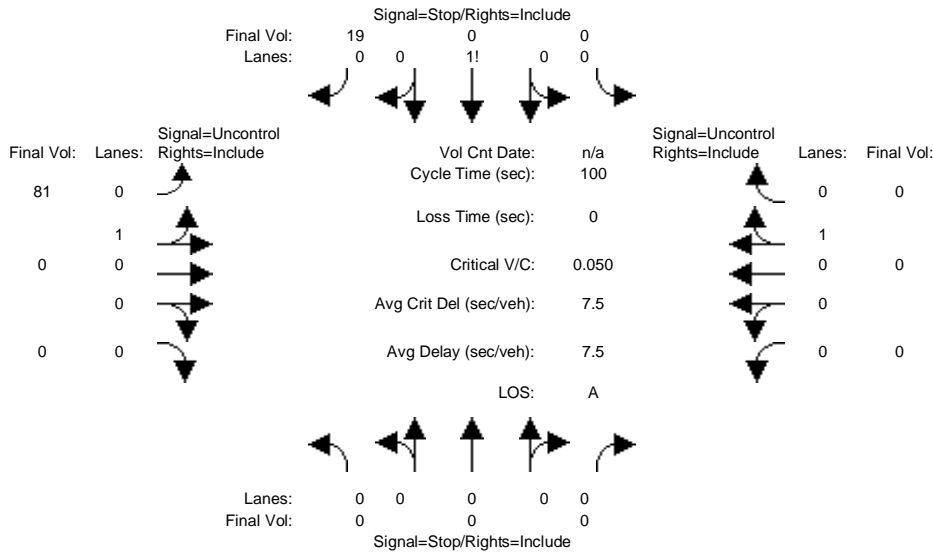 Signal=Stop/Rights=Include
Final Vol: 19 0 0
Lanes: 0 0 1! 0 0
Signal=Uncontrol
Final Vol: Lanes: Rights=Include
Vol Cnt Date: n/a
Signal=Uncontrol
Rights=Include Lanes: Final Vol:
Cycle Time (sec): 100
81 0
0 0
Loss Time (sec): 0
1
1
0 0
Critical V/C: 0.050
0 0
0
Avg Crit Del (sec/veh): 7.5
0
0 0
Avg Delay (sec/veh): 7.5
0 0
LOS: A
Lanes: 0 0 0 0 0
Final Vol: 0 0 0
Signal=Stop/Rights=Include